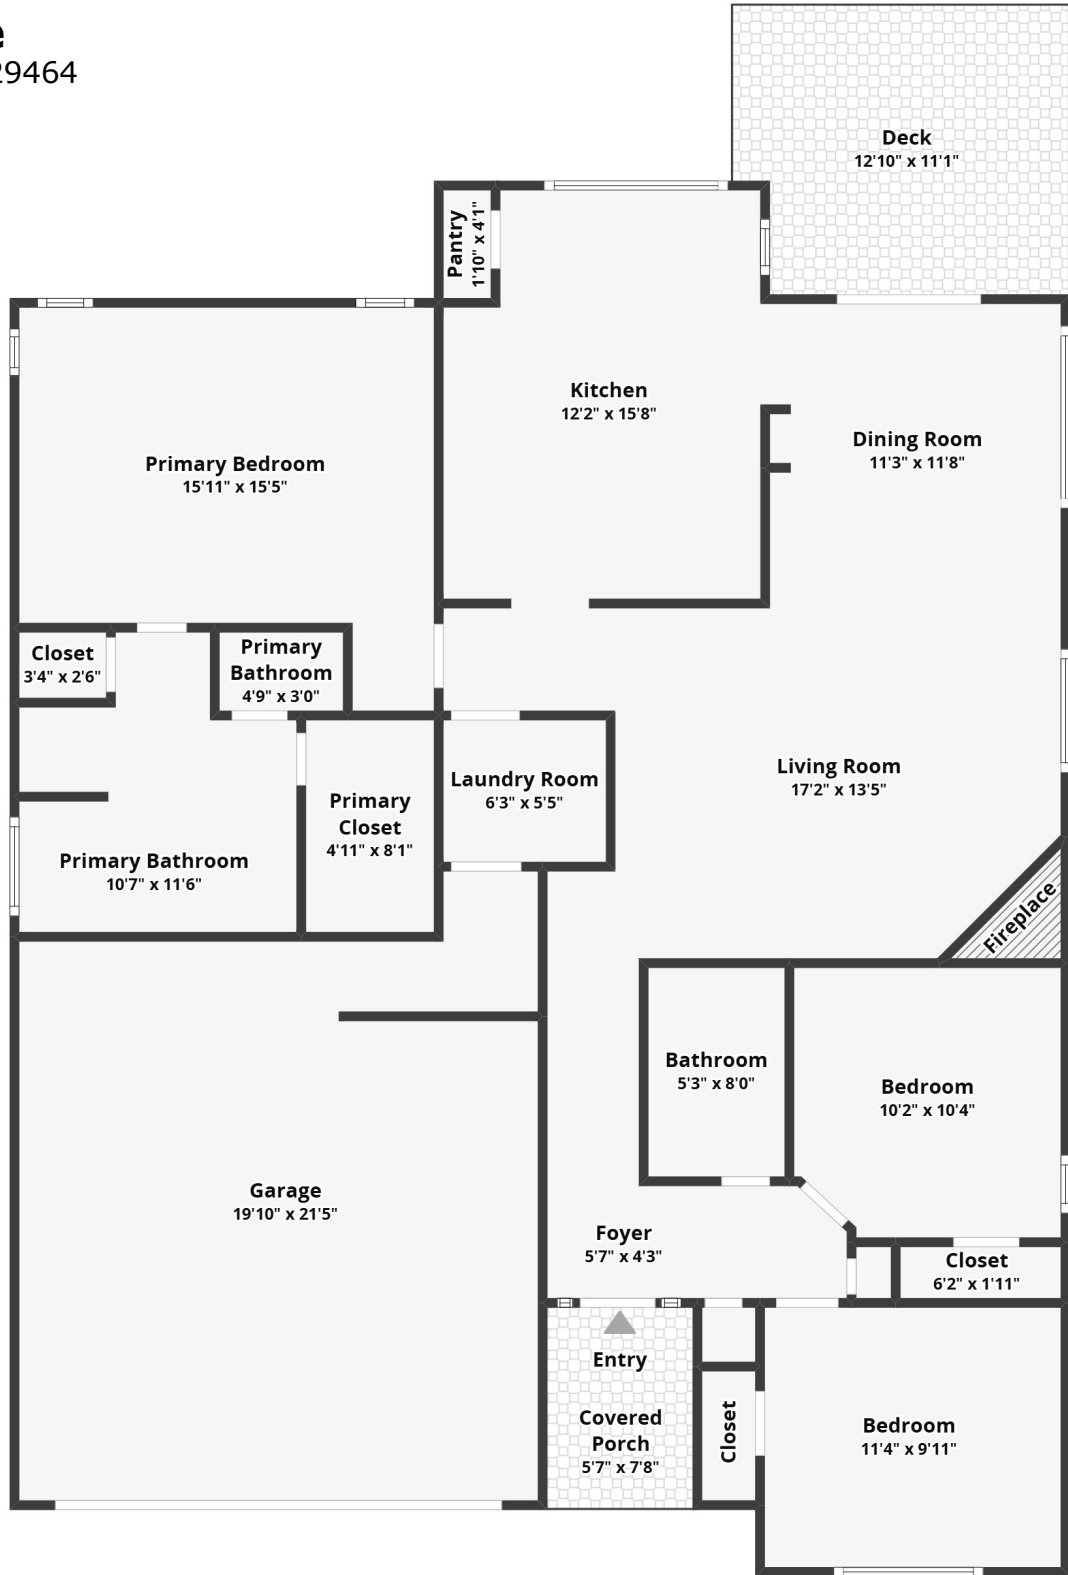 29464
Deck
12'10" x 11'1"
Pantry
1'10" x 4'1"
Kitchen
12'2" x 15'8"
Dining Room
11'3" x 11'8"
Primary Bedroom
15'11" x 15'5"
Closet
3'4" x 2'6"
Primary
Bathroom
4'9" x 3'0"
Living Room
17'2" x 13'5"
Laundry Room
6'3" x 5'5"
Primary
Closet
4'11" x 8'1"
Primary Bathroom
10'7" x 11'6"
Fireplace
Bathroom
5'3" x 8'0"
Bedroom
10'2" x 10'4"
Garage
19'10" x 21'5"
Foyer
5'7" x 4'3"
Closet
6'2" x 1'11"
Entry
Covered
Porch
5'7" x 7'8"
Closet
Bedroom
11'4" x 9'11"